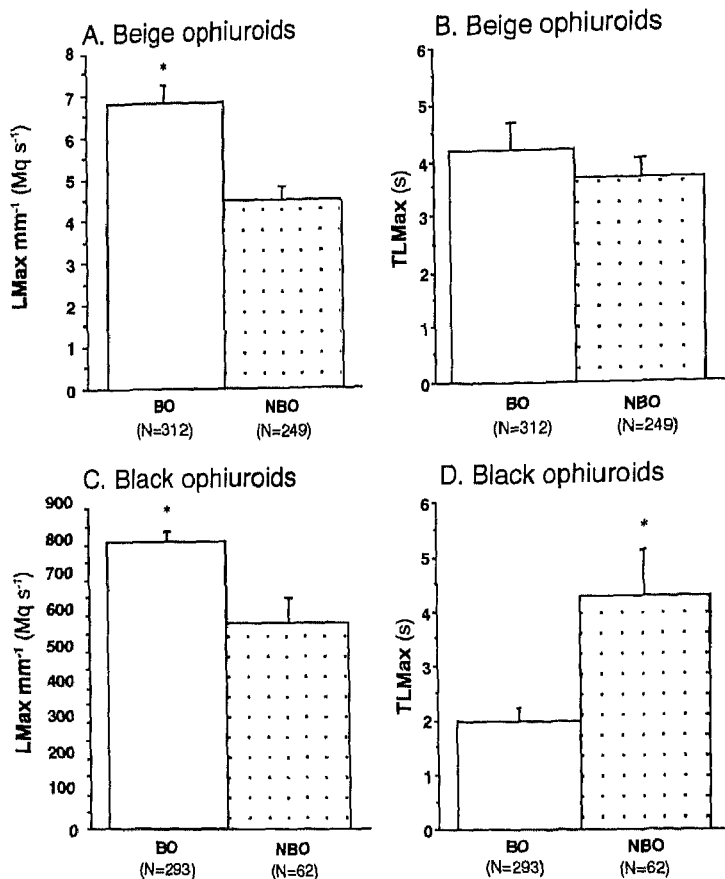 A. Beige ophiuroids
LMax mm⁻¹ (Mq s⁻¹)
8
7
6
5
4
3
2
1
0
*
BO
NBO
(N=312)
(N=249)
B. Beige ophiuroids
TLMax (s)
6
5
4
3
2
1
0
BO
NBO
(N=312)
(N=249)
C. Black ophiuroids
LMax mm⁻¹ (Mq s⁻¹)
900
800
700
600
500
400
300
200
100
0
*
BO
NBO
(N=293)
(N=62)
D. Black ophiuroids
TLMax (s)
6
5
4
3
2
1
0
*
BO
NBO
(N=293)
(N=62)